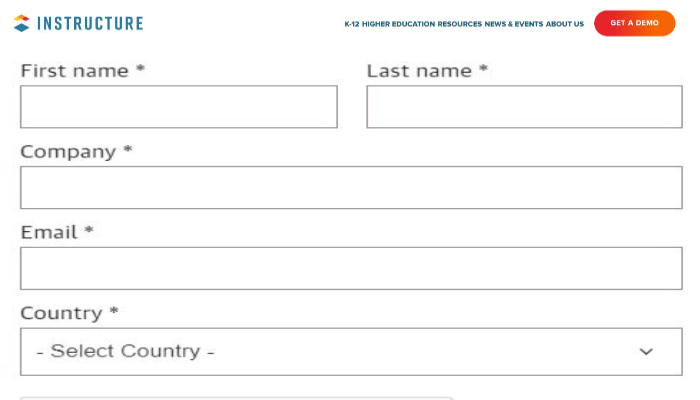 INSTRUCTURE
K-12 HIGHER EDUCATION RESOURCES NEWS & EVENTS ABOUT US
GET A DEMO
First name * Last name *
Company *
Email *
Country *
- Select Country -